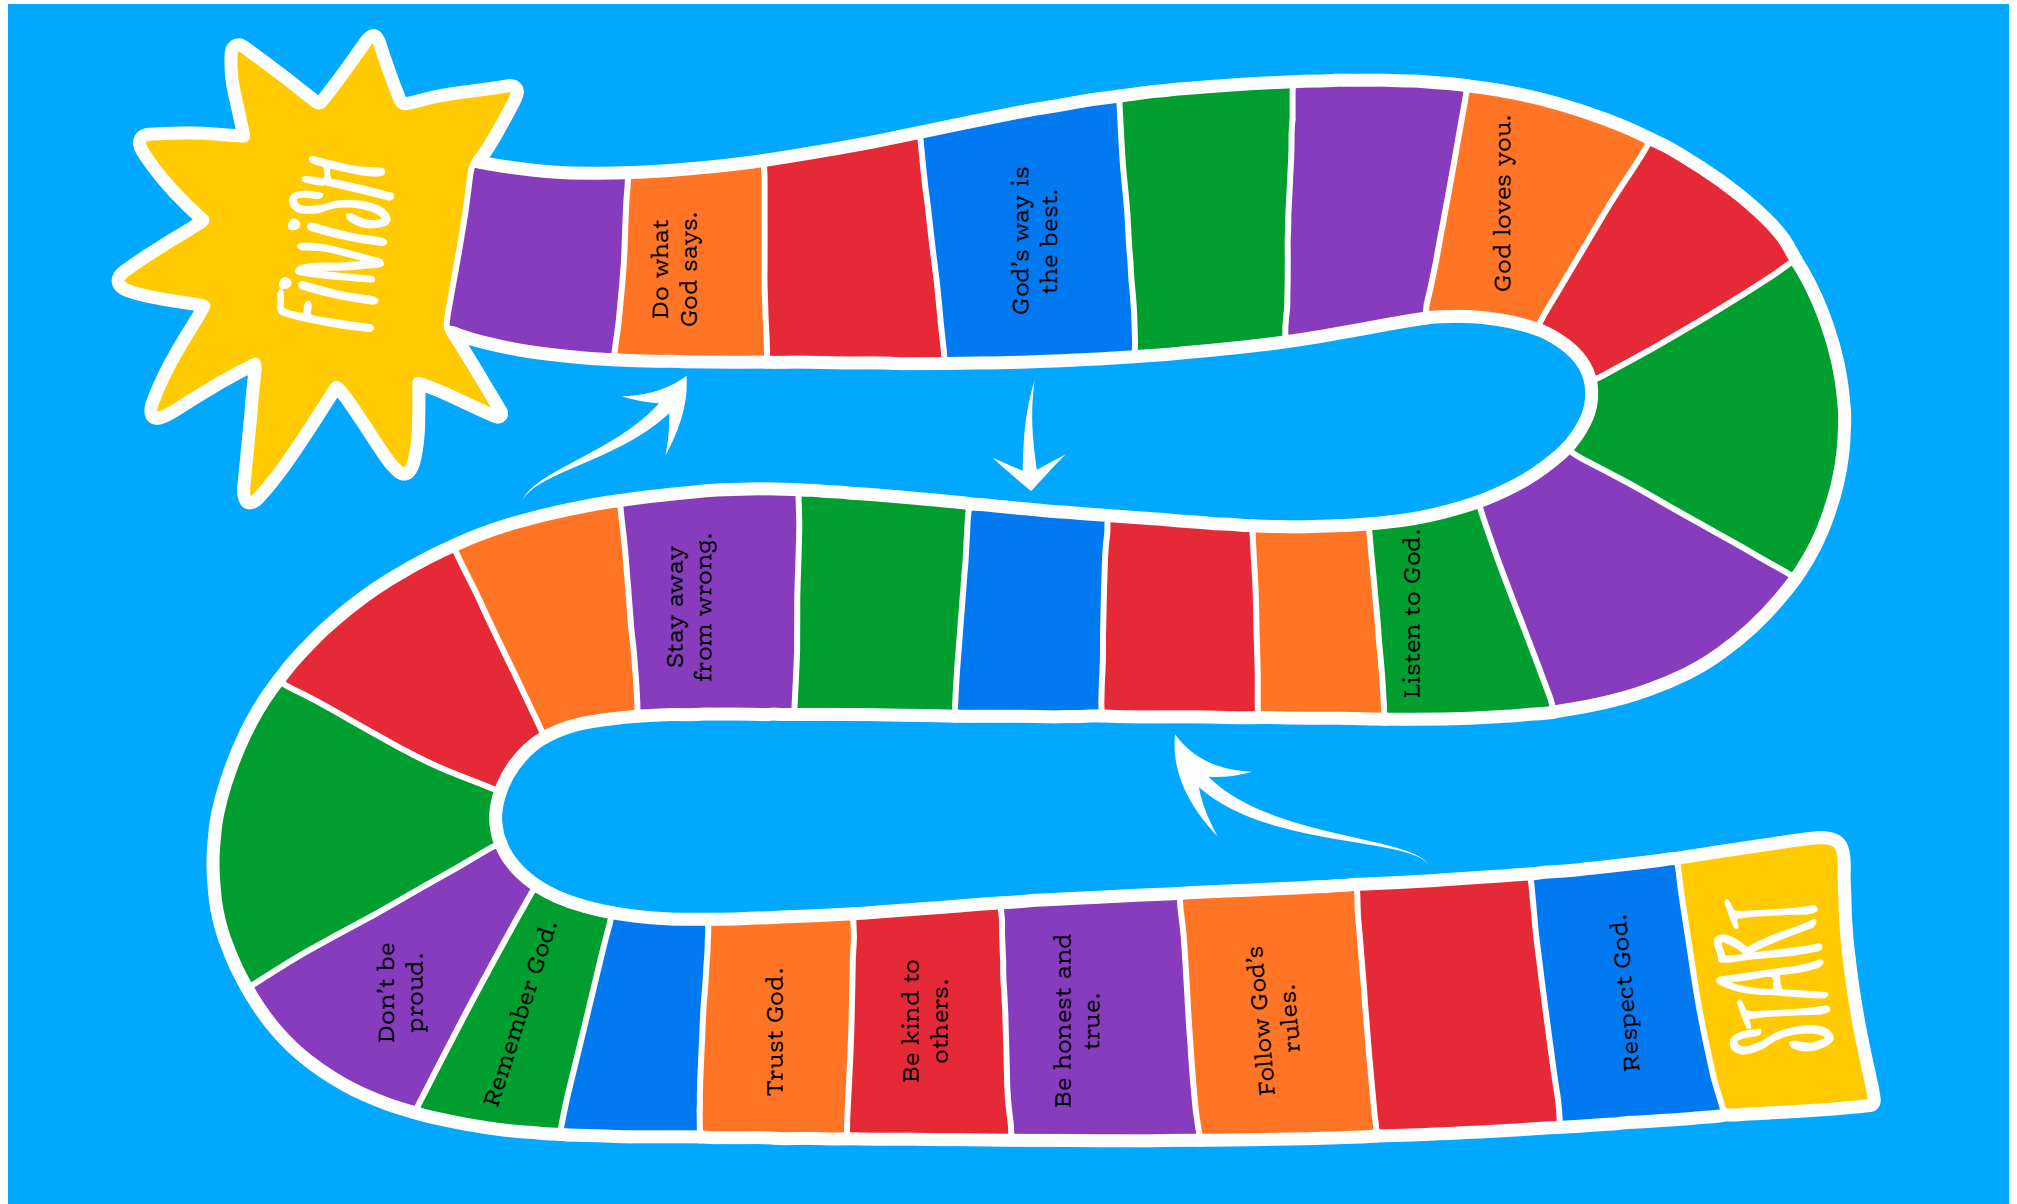 START
Respect God.
Follow God's
rules.
Be honest and
true.
Be kind to
others.
Trust God.
Remember God.
Don't be
proud.
Stay away
from wrong.
Listen to God.
God loves you.
God's way is
the best.
Do what
God says.
FiNiSH